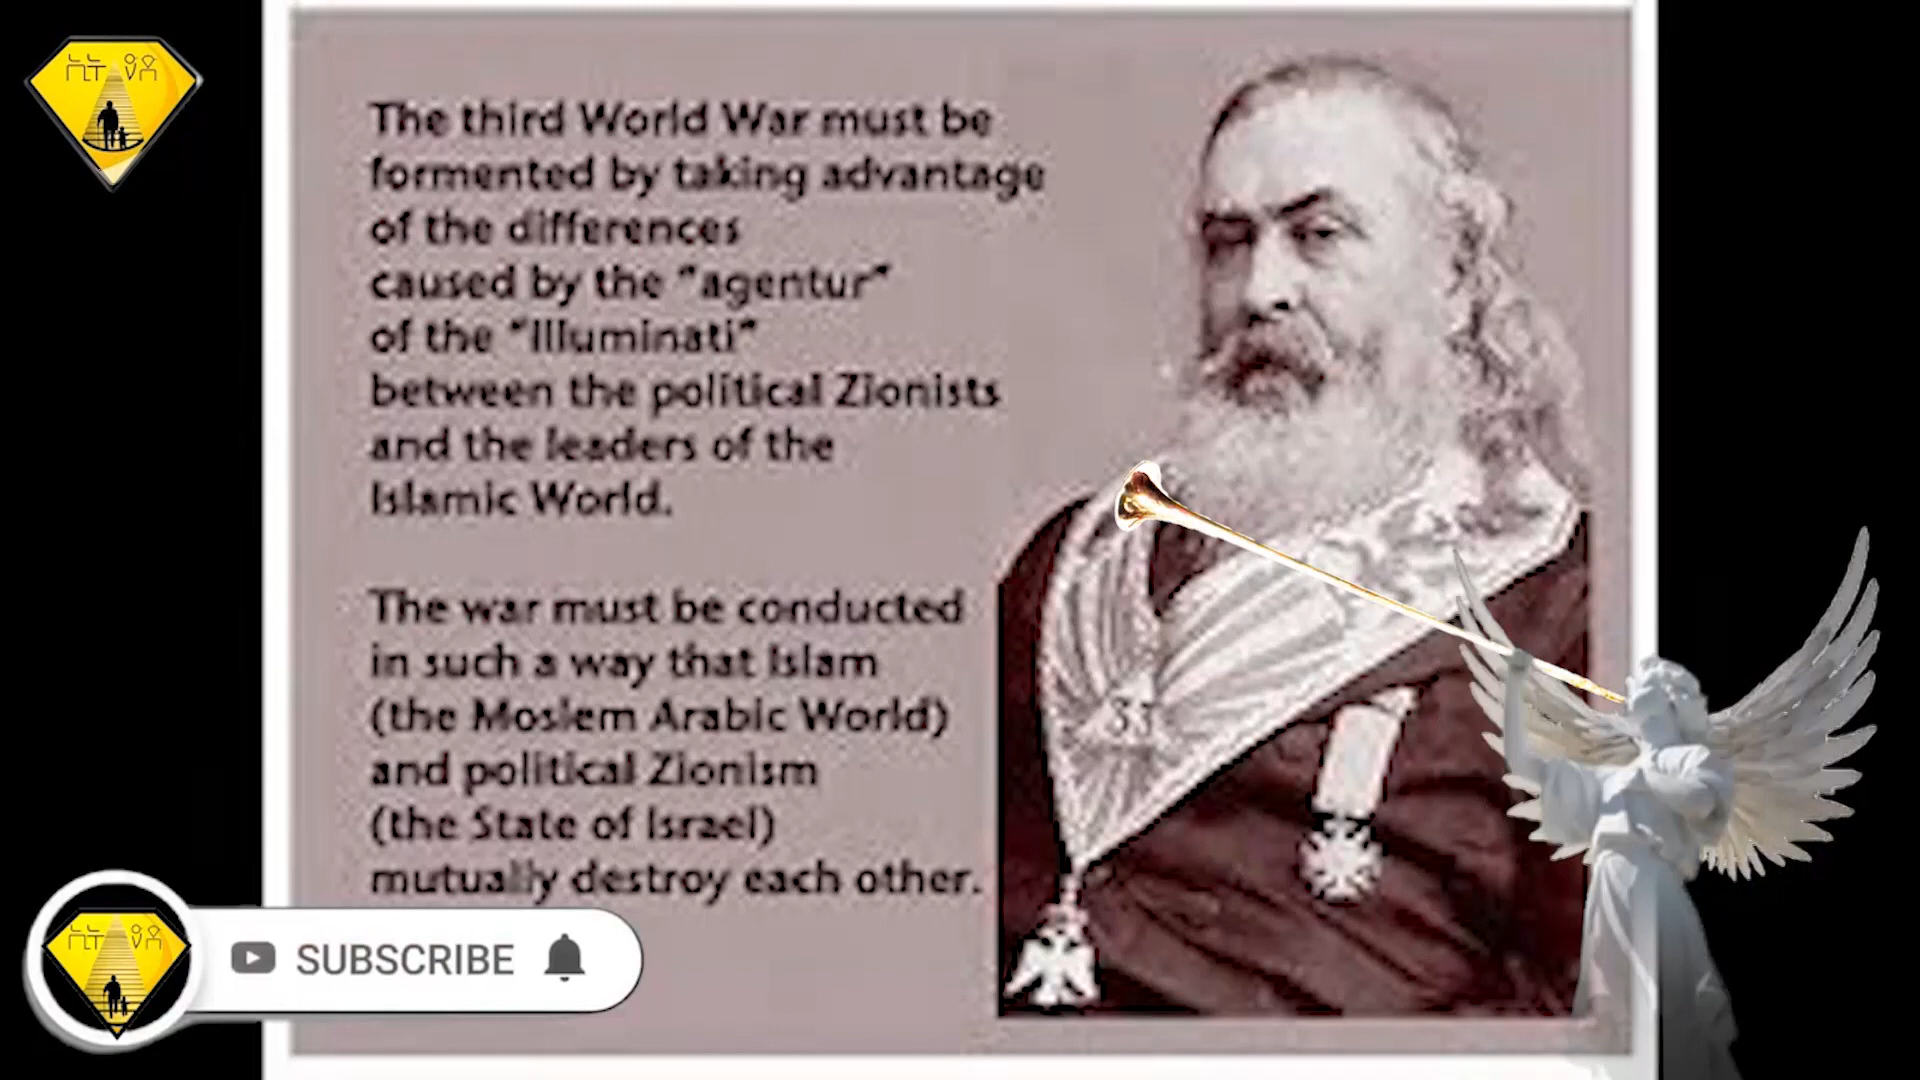 The third World War must be
formented by taking advantage
of the differences
caused by the "agentur"
of the "Illuminati"
between the political Zionists
and the leaders of the
Islamic World.
The war must be conducted
in such a way that Islam
(the Moslem Arabic World)
and political Zionism
(the State of Israel)
mutually destroy each other.
33
SUBSCRIBE